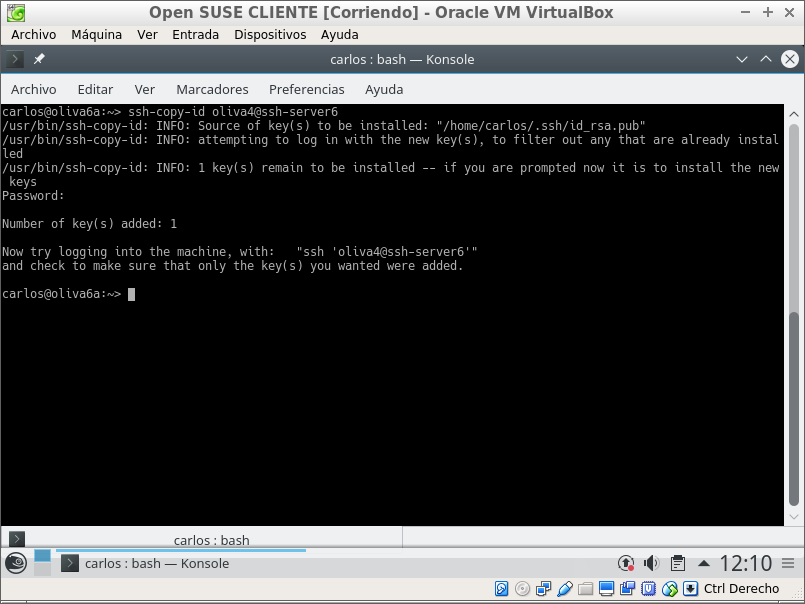 Open SUSE CLIENTE [Corriendo] - Oracle VM VirtualBox
Archivo Máquina Ver Entrada Dispositivos Ayuda
carlos : bash — Konsole
Archivo Editar Ver Marcadores Preferencias Ayuda
carlos@oliva6a:~> ssh-copy-id oliva4@ssh-server6
/usr/bin/ssh-copy-id: INFO: Source of key(s) to be installed: "/home/carlos/.ssh/id_rsa.pub"
/usr/bin/ssh-copy-id: INFO: attempting to log in with the new key(s), to filter out any that are already instal
led
/usr/bin/ssh-copy-id: INFO: 1 key(s) remain to be installed -- if you are prompted now it is to install the new
 keys
Password:
Number of key(s) added: 1
Now try logging into the machine, with:   "ssh 'oliva4@ssh-server6'"
and check to make sure that only the key(s) you wanted were added.
carlos@oliva6a:~>
carlos : bash
carlos : bash — Konsole 12:10
Ctrl Derecho